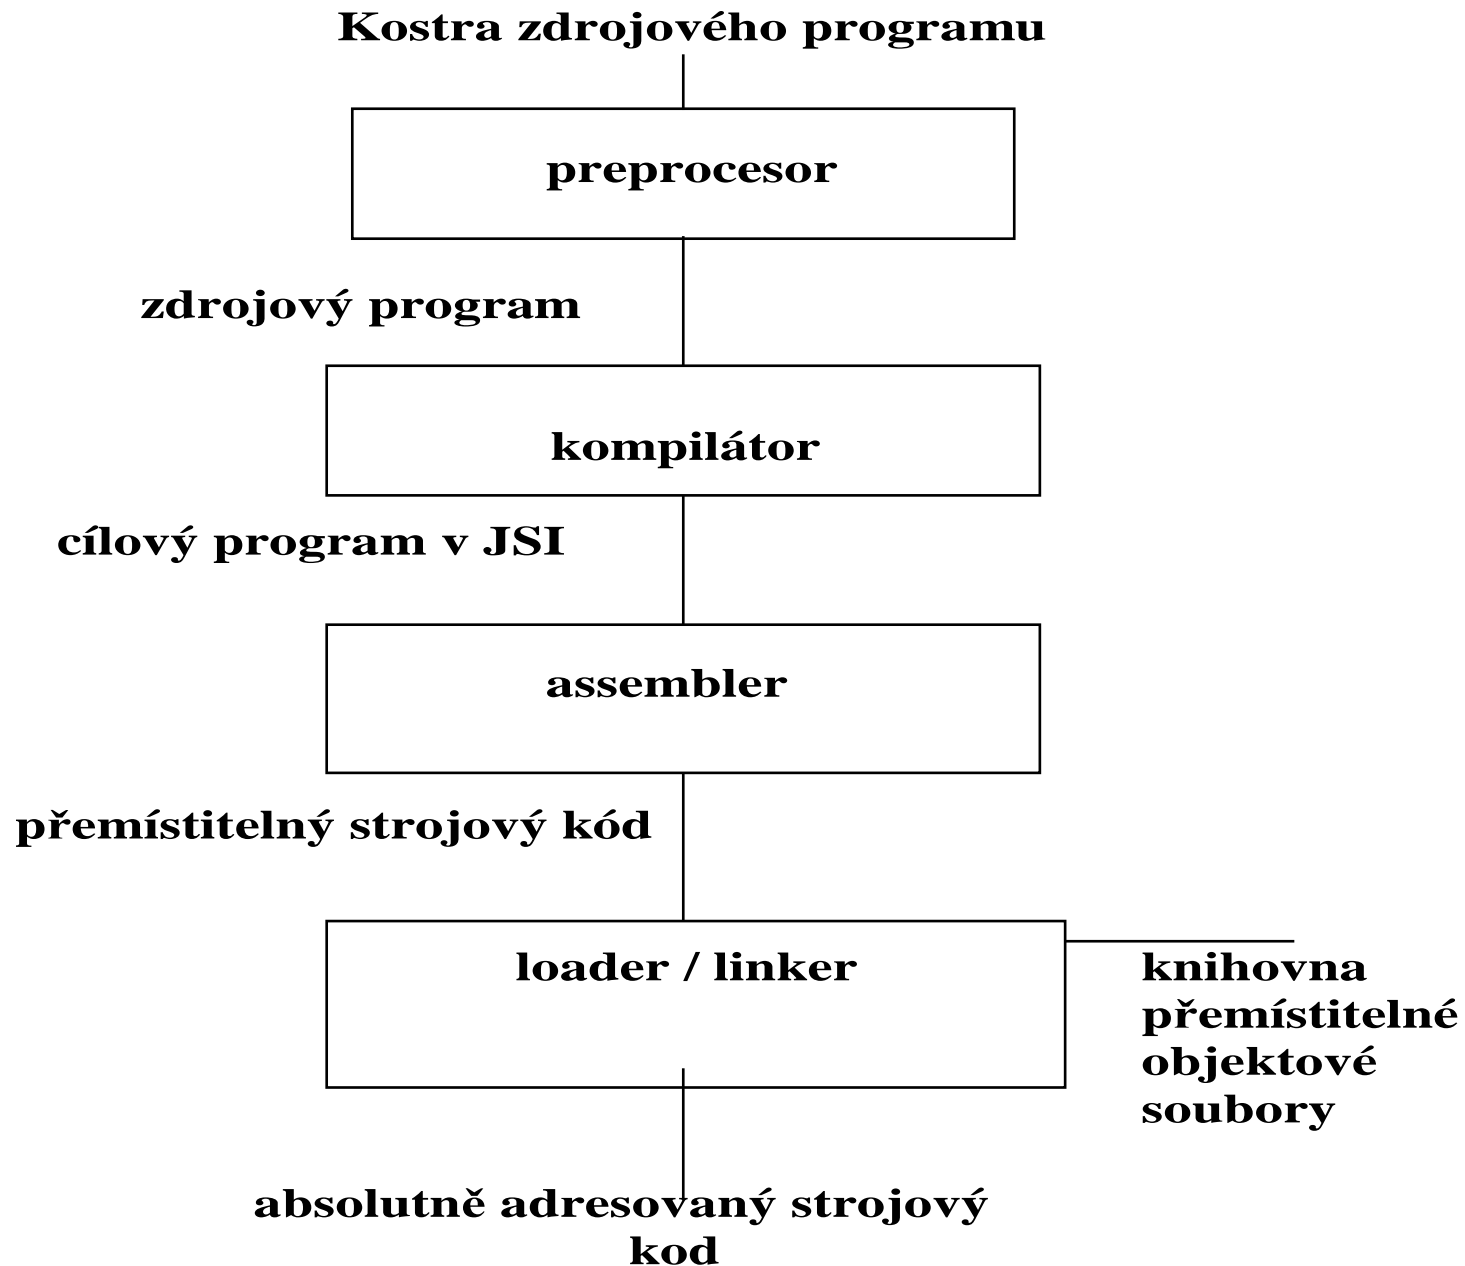 Kostra zdrojového programu
preprocesor
zdrojový program
kompilátor
cílový program v JSI
assembler
přemístitelný strojový kód
loader / linker
knihovna
přemístitelné
objektové
soubory
absolutně adresovaný strojový
kod